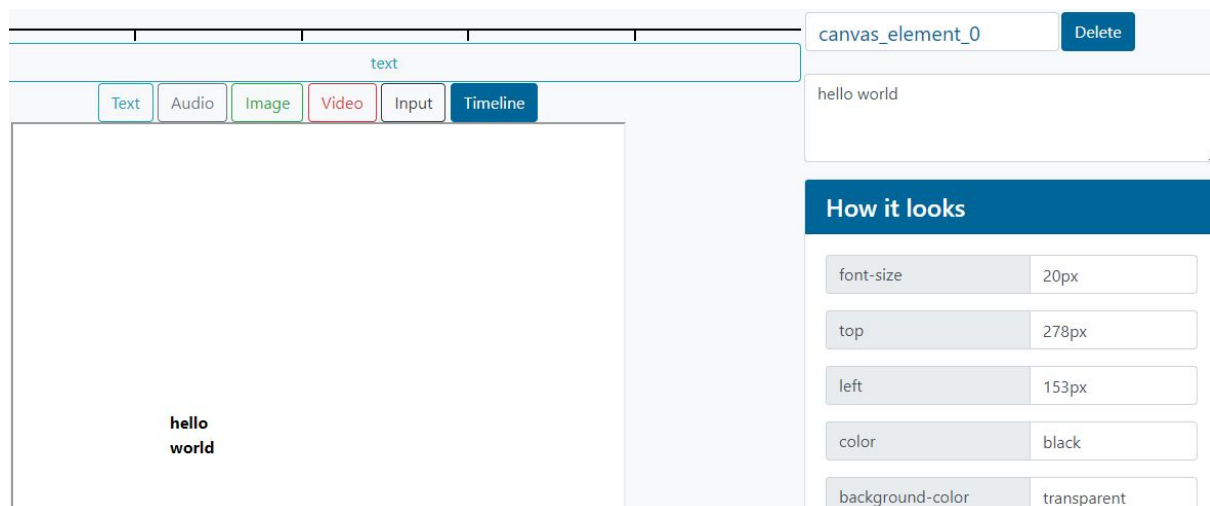 text
Text Audio Image Video Input Timeline
hello
world
canvas_element_0 Delete
hello world
How it looks
font-size 20px
top 278px
left 153px
color black
background-color transparent